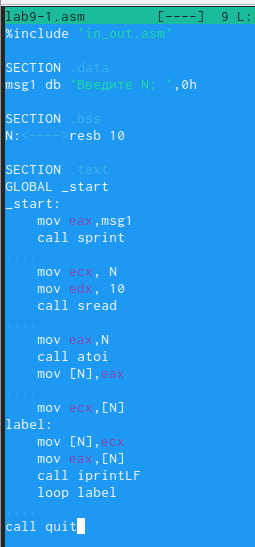 lab9-1.asm [----] 9 L:
%include 'in_out.asm'
SECTION .data
msg1 db 'Введите N: ',0h
SECTION .bss
N:<---->resb 10
SECTION .text
GLOBAL _start
_start:
mov eax,msg1
call sprint
....
mov ecx, N
mov edx, 10
call sread
....
mov eax,N
call atoi
mov [N],eax
....
mov ecx,[N]
label:
mov [N],ecx
mov eax,[N]
call iprintLF
loop label
....
call quit